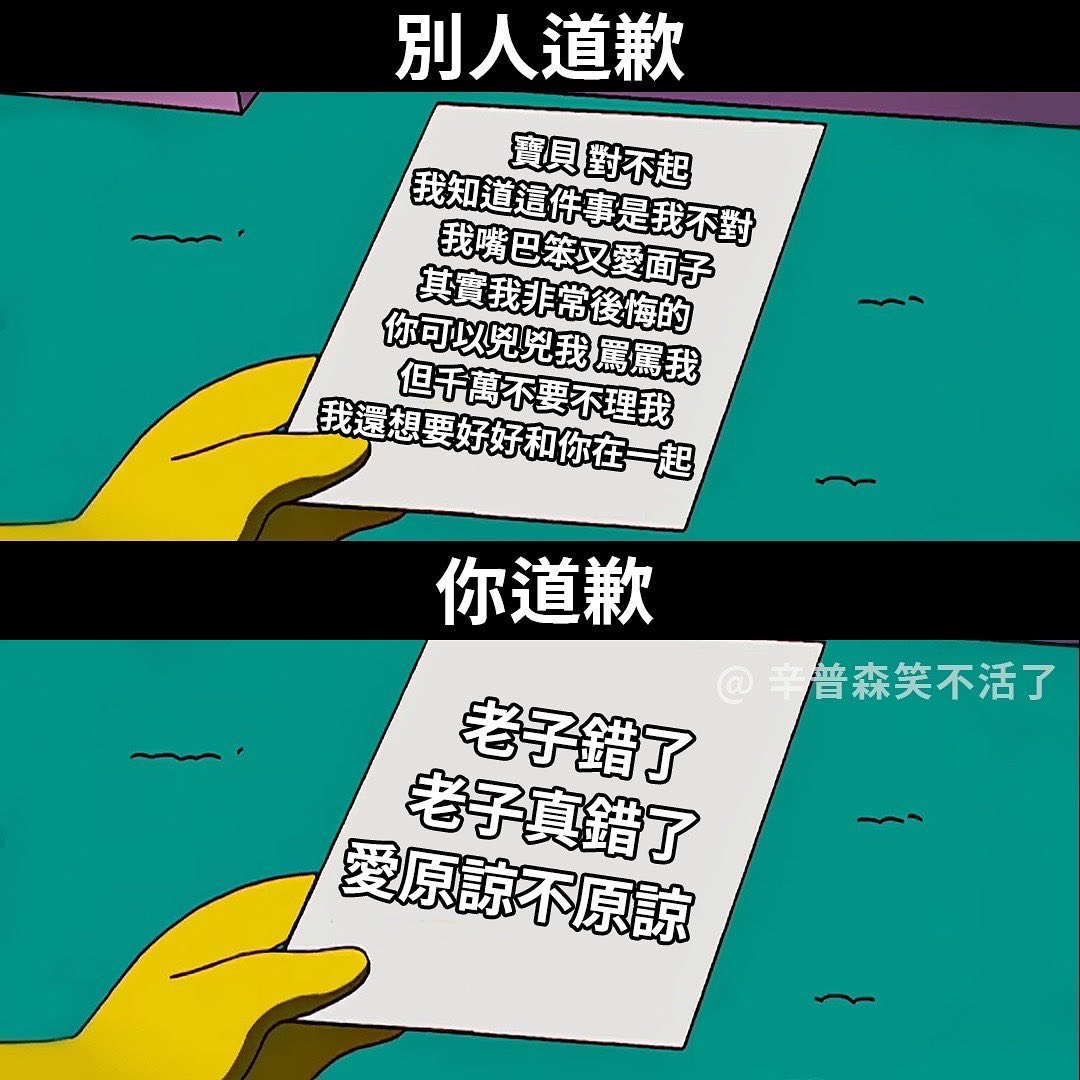 別人道歉
寶貝 對不起
我知道這件事是我不對
我嘴巴笨又愛面子
其實我非常後悔的
你可以兇兇我 罵罵我
但千萬不要不理我
我還想要好好和你在一起
你道歉
@ 辛普森笑不活了
老子錯了
老子真錯了
愛原諒不原諒